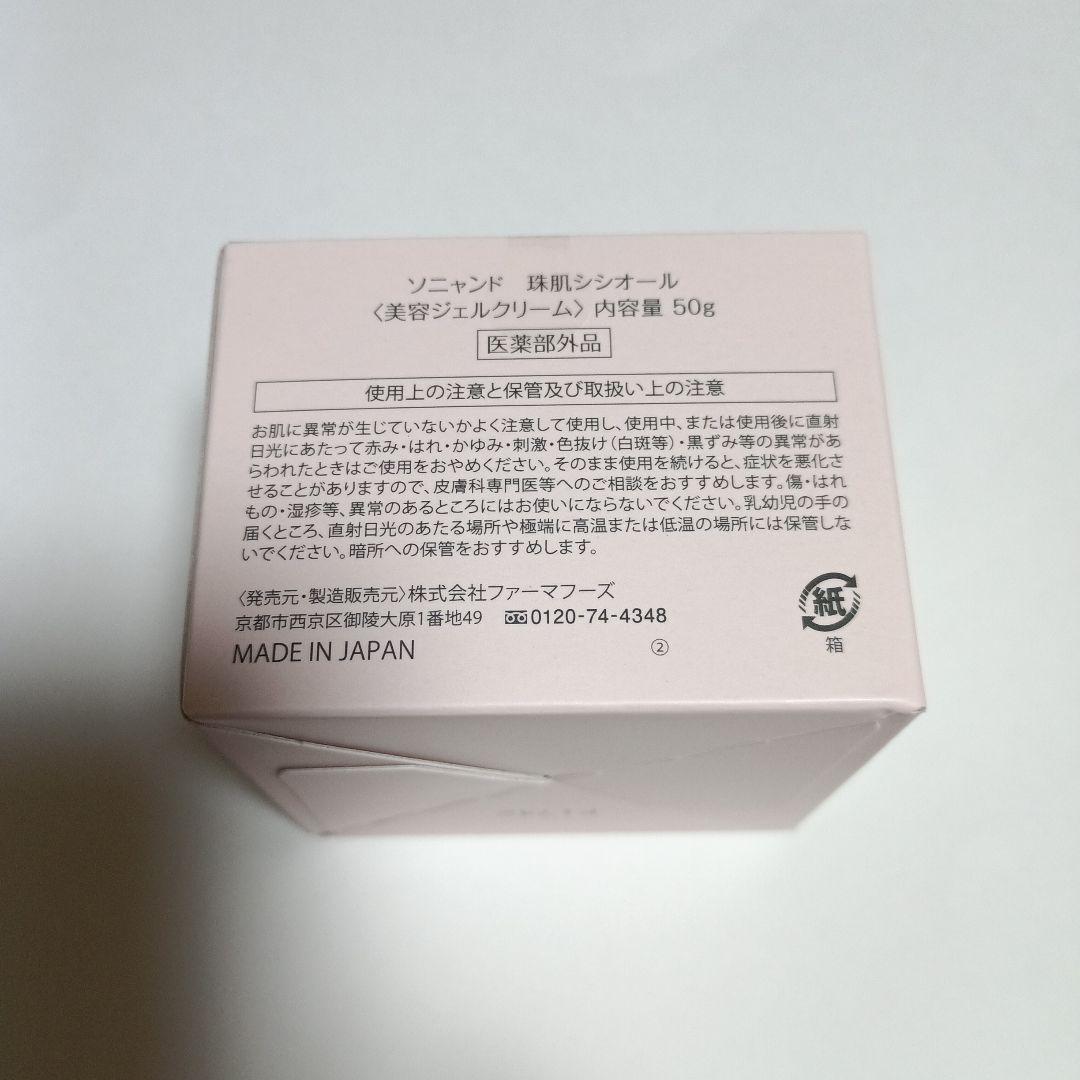 ソニャンド 珠肌シシオール
〈美容ジェルクリーム〉内容量 50g
医薬部外品
使用上の注意と保管及び取扱い上の注意
お肌に異常が生じていないかよく注意して使用し、使用中、または使用後に直射
日光にあたって赤み・はれ・かゆみ・刺激・色抜け(白斑等)・黒ずみ等の異常があ
らわれたときはご使用をおやめください。そのまま使用を続けると、症状を悪化さ
せることがありますので、皮膚科専門医等へのご相談をおすすめします。傷・はれ
もの・湿疹等、異常のあるところにはお使いにならないでください。乳幼児の手の
届くところ、直射日光のあたる場所や極端に高温または低温の場所には保管しな
いでください。暗所への保管をおすすめします。
〈発売元・製造販売元〉株式会社ファーマフーズ
京都市西京区御陵大原1番地49 0120-74-4348
MADE IN JAPAN ②
紙
箱